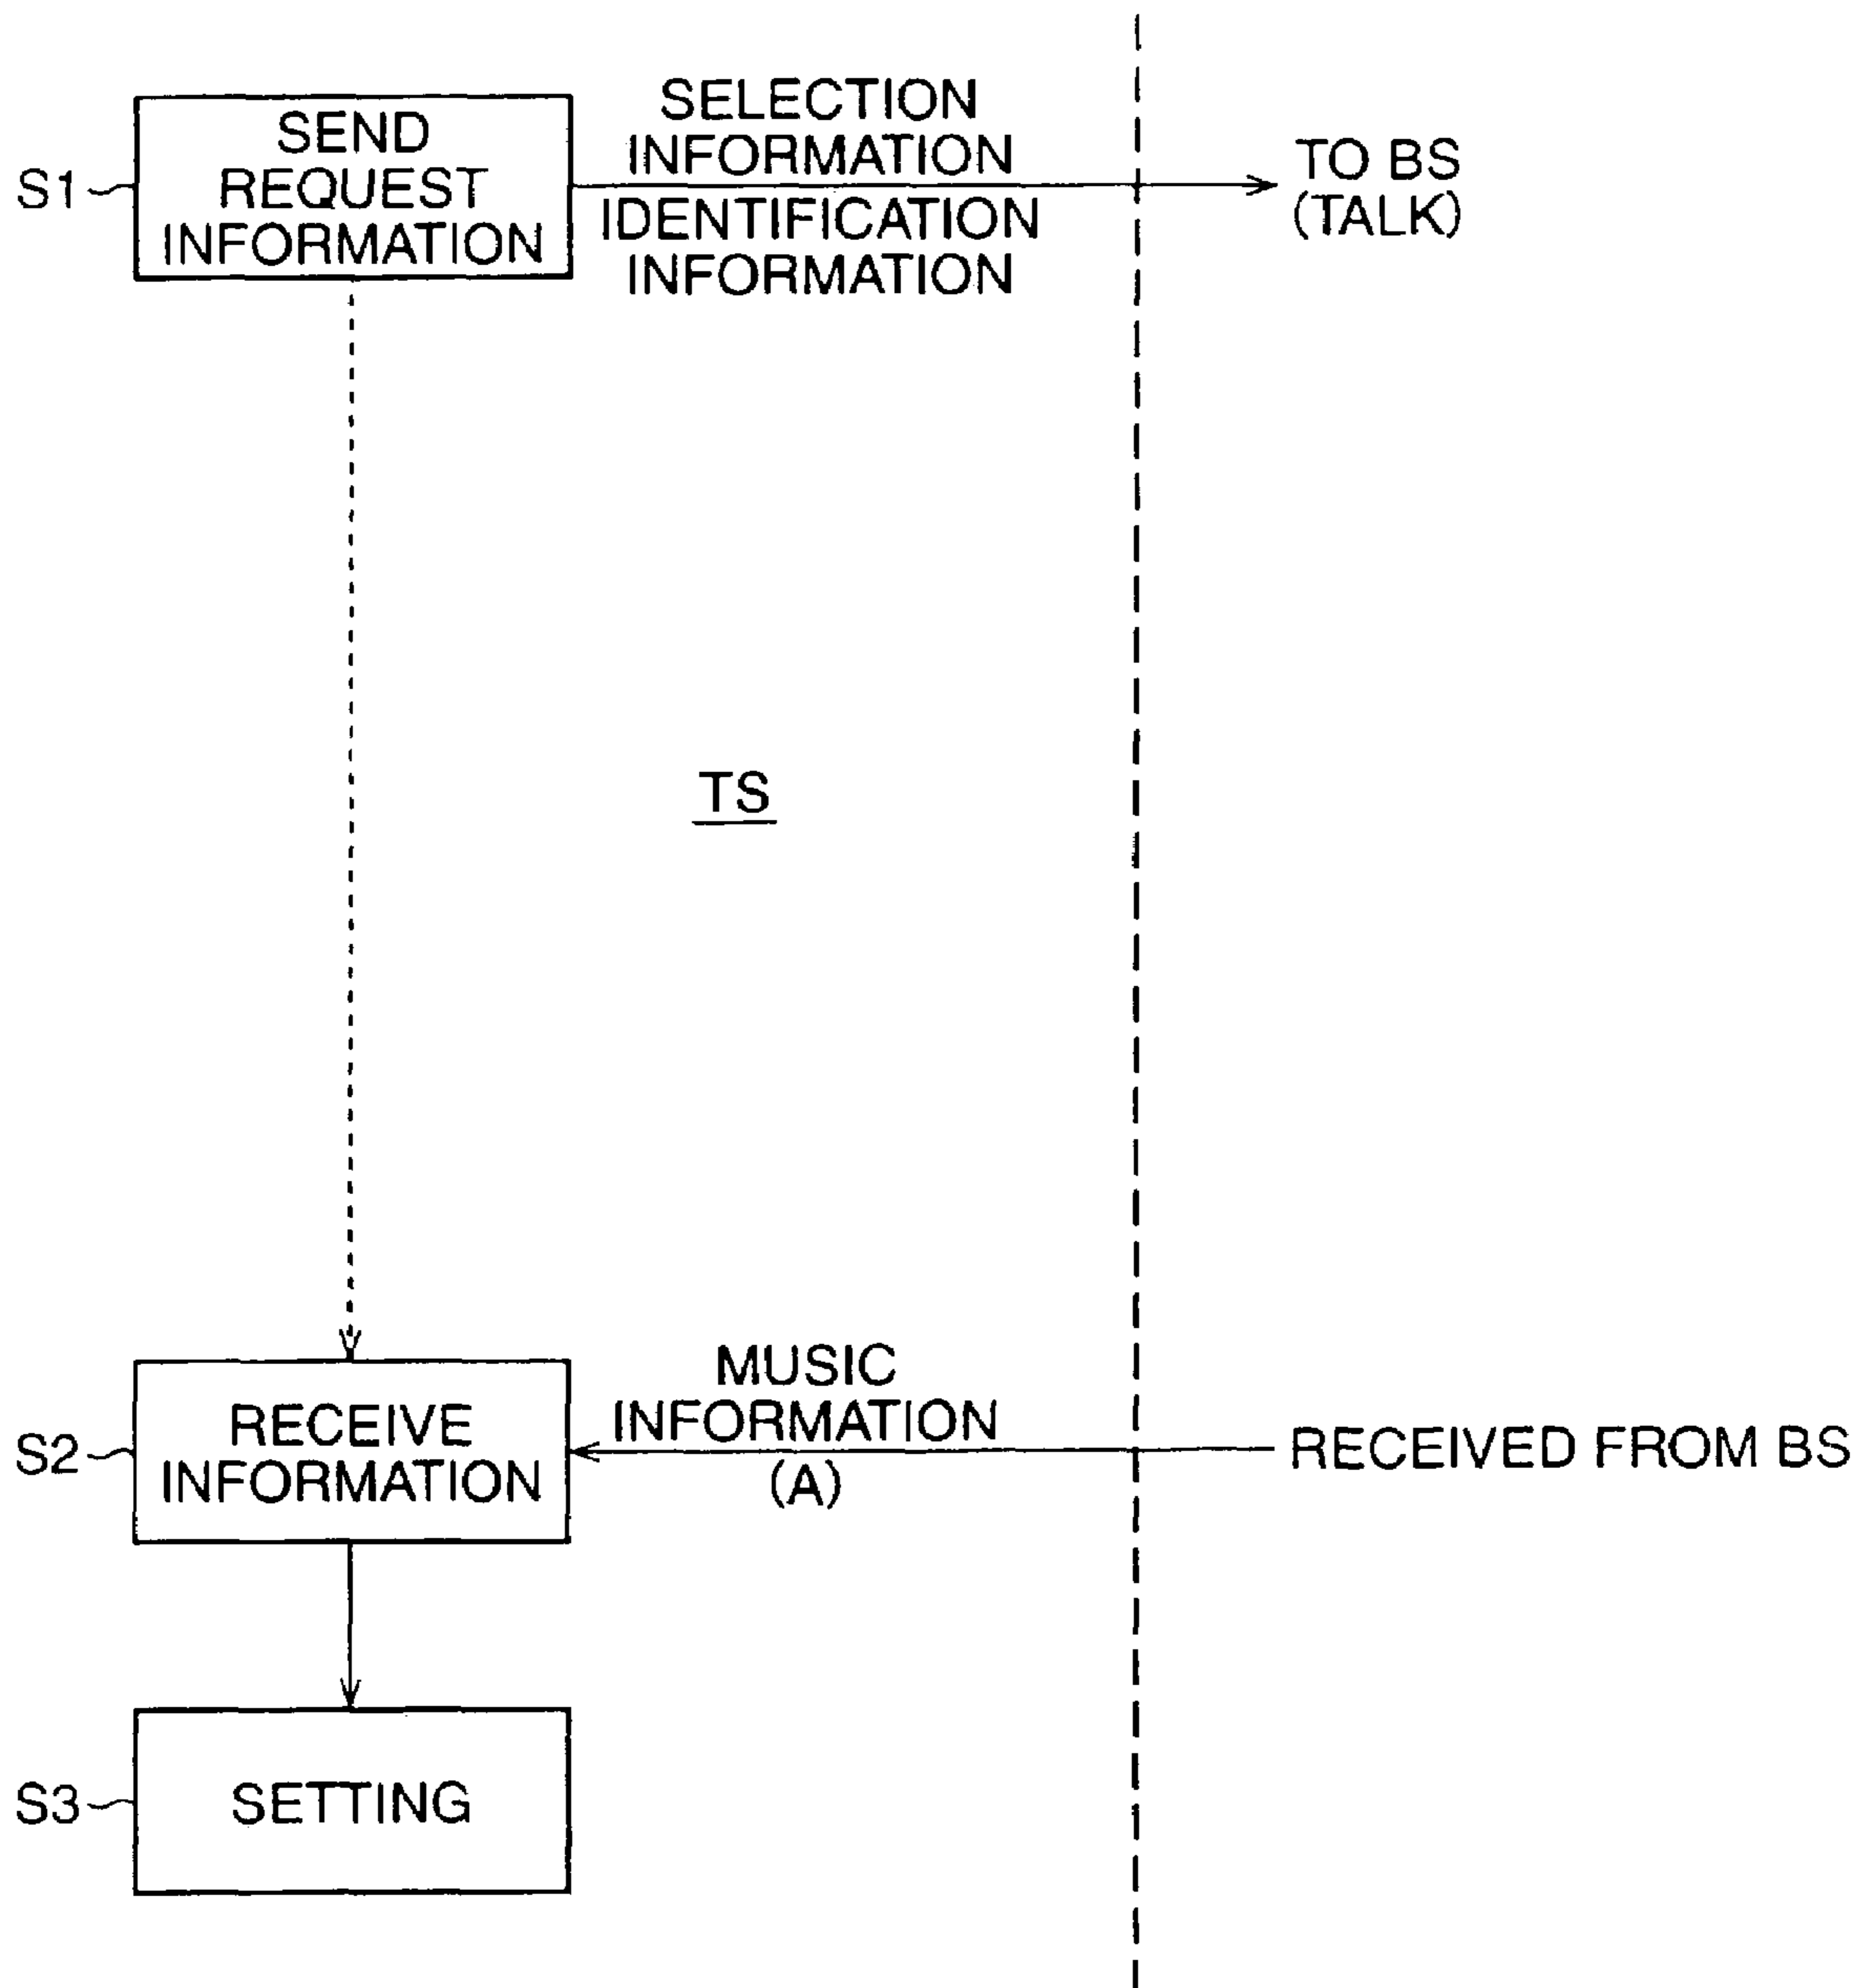 SEND
REQUEST
INFORMATION
S1
SELECTION
INFORMATION
IDENTIFICATION
INFORMATION
TO BS
(TALK)
TS
S2
RECEIVE
INFORMATION
MUSIC
INFORMATION
(A)
RECEIVED FROM BS
S3
SETTING